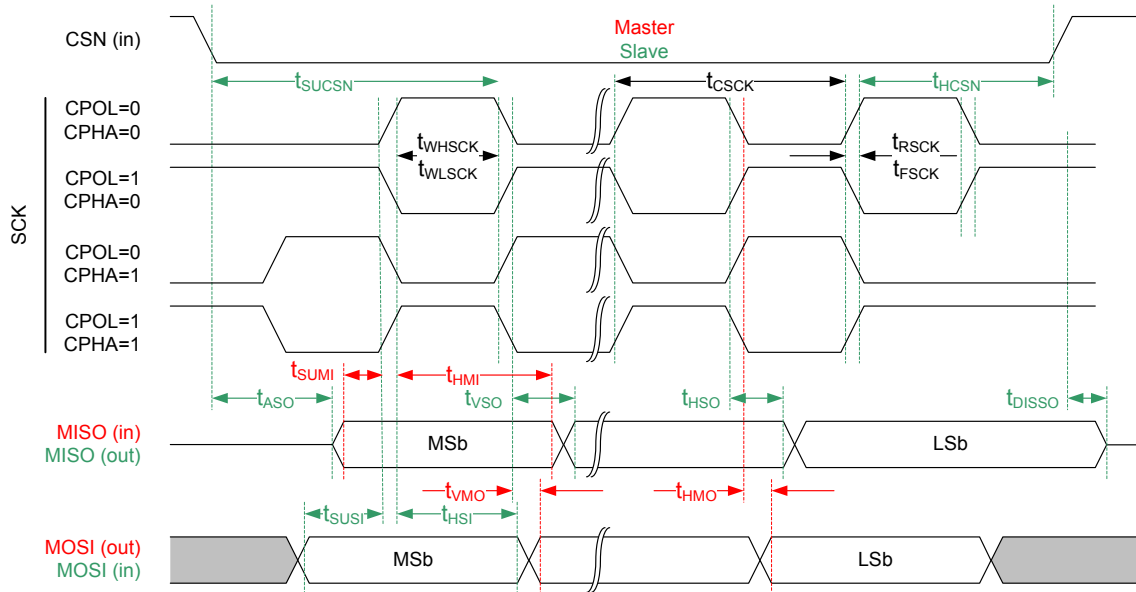 CSN (in)
Master
Slave
tSUCSN
tCSCK
tHCSN
SCK
CPOL=0
CPHA=0
tWHSCK
tWLSCK
tRSCK
tFSCK
CPOL=1
CPHA=0
CPOL=0
CPHA=1
CPOL=1
CPHA=1
tSUMI
tHMI
tASO
tVSO
tHSO
tDISSO
MISO (in)
MISO (out)
MSb
LSb
tVMO
tHMO
tSUSI
tHSI
MOSI (out)
MOSI (in)
MSb
LSb